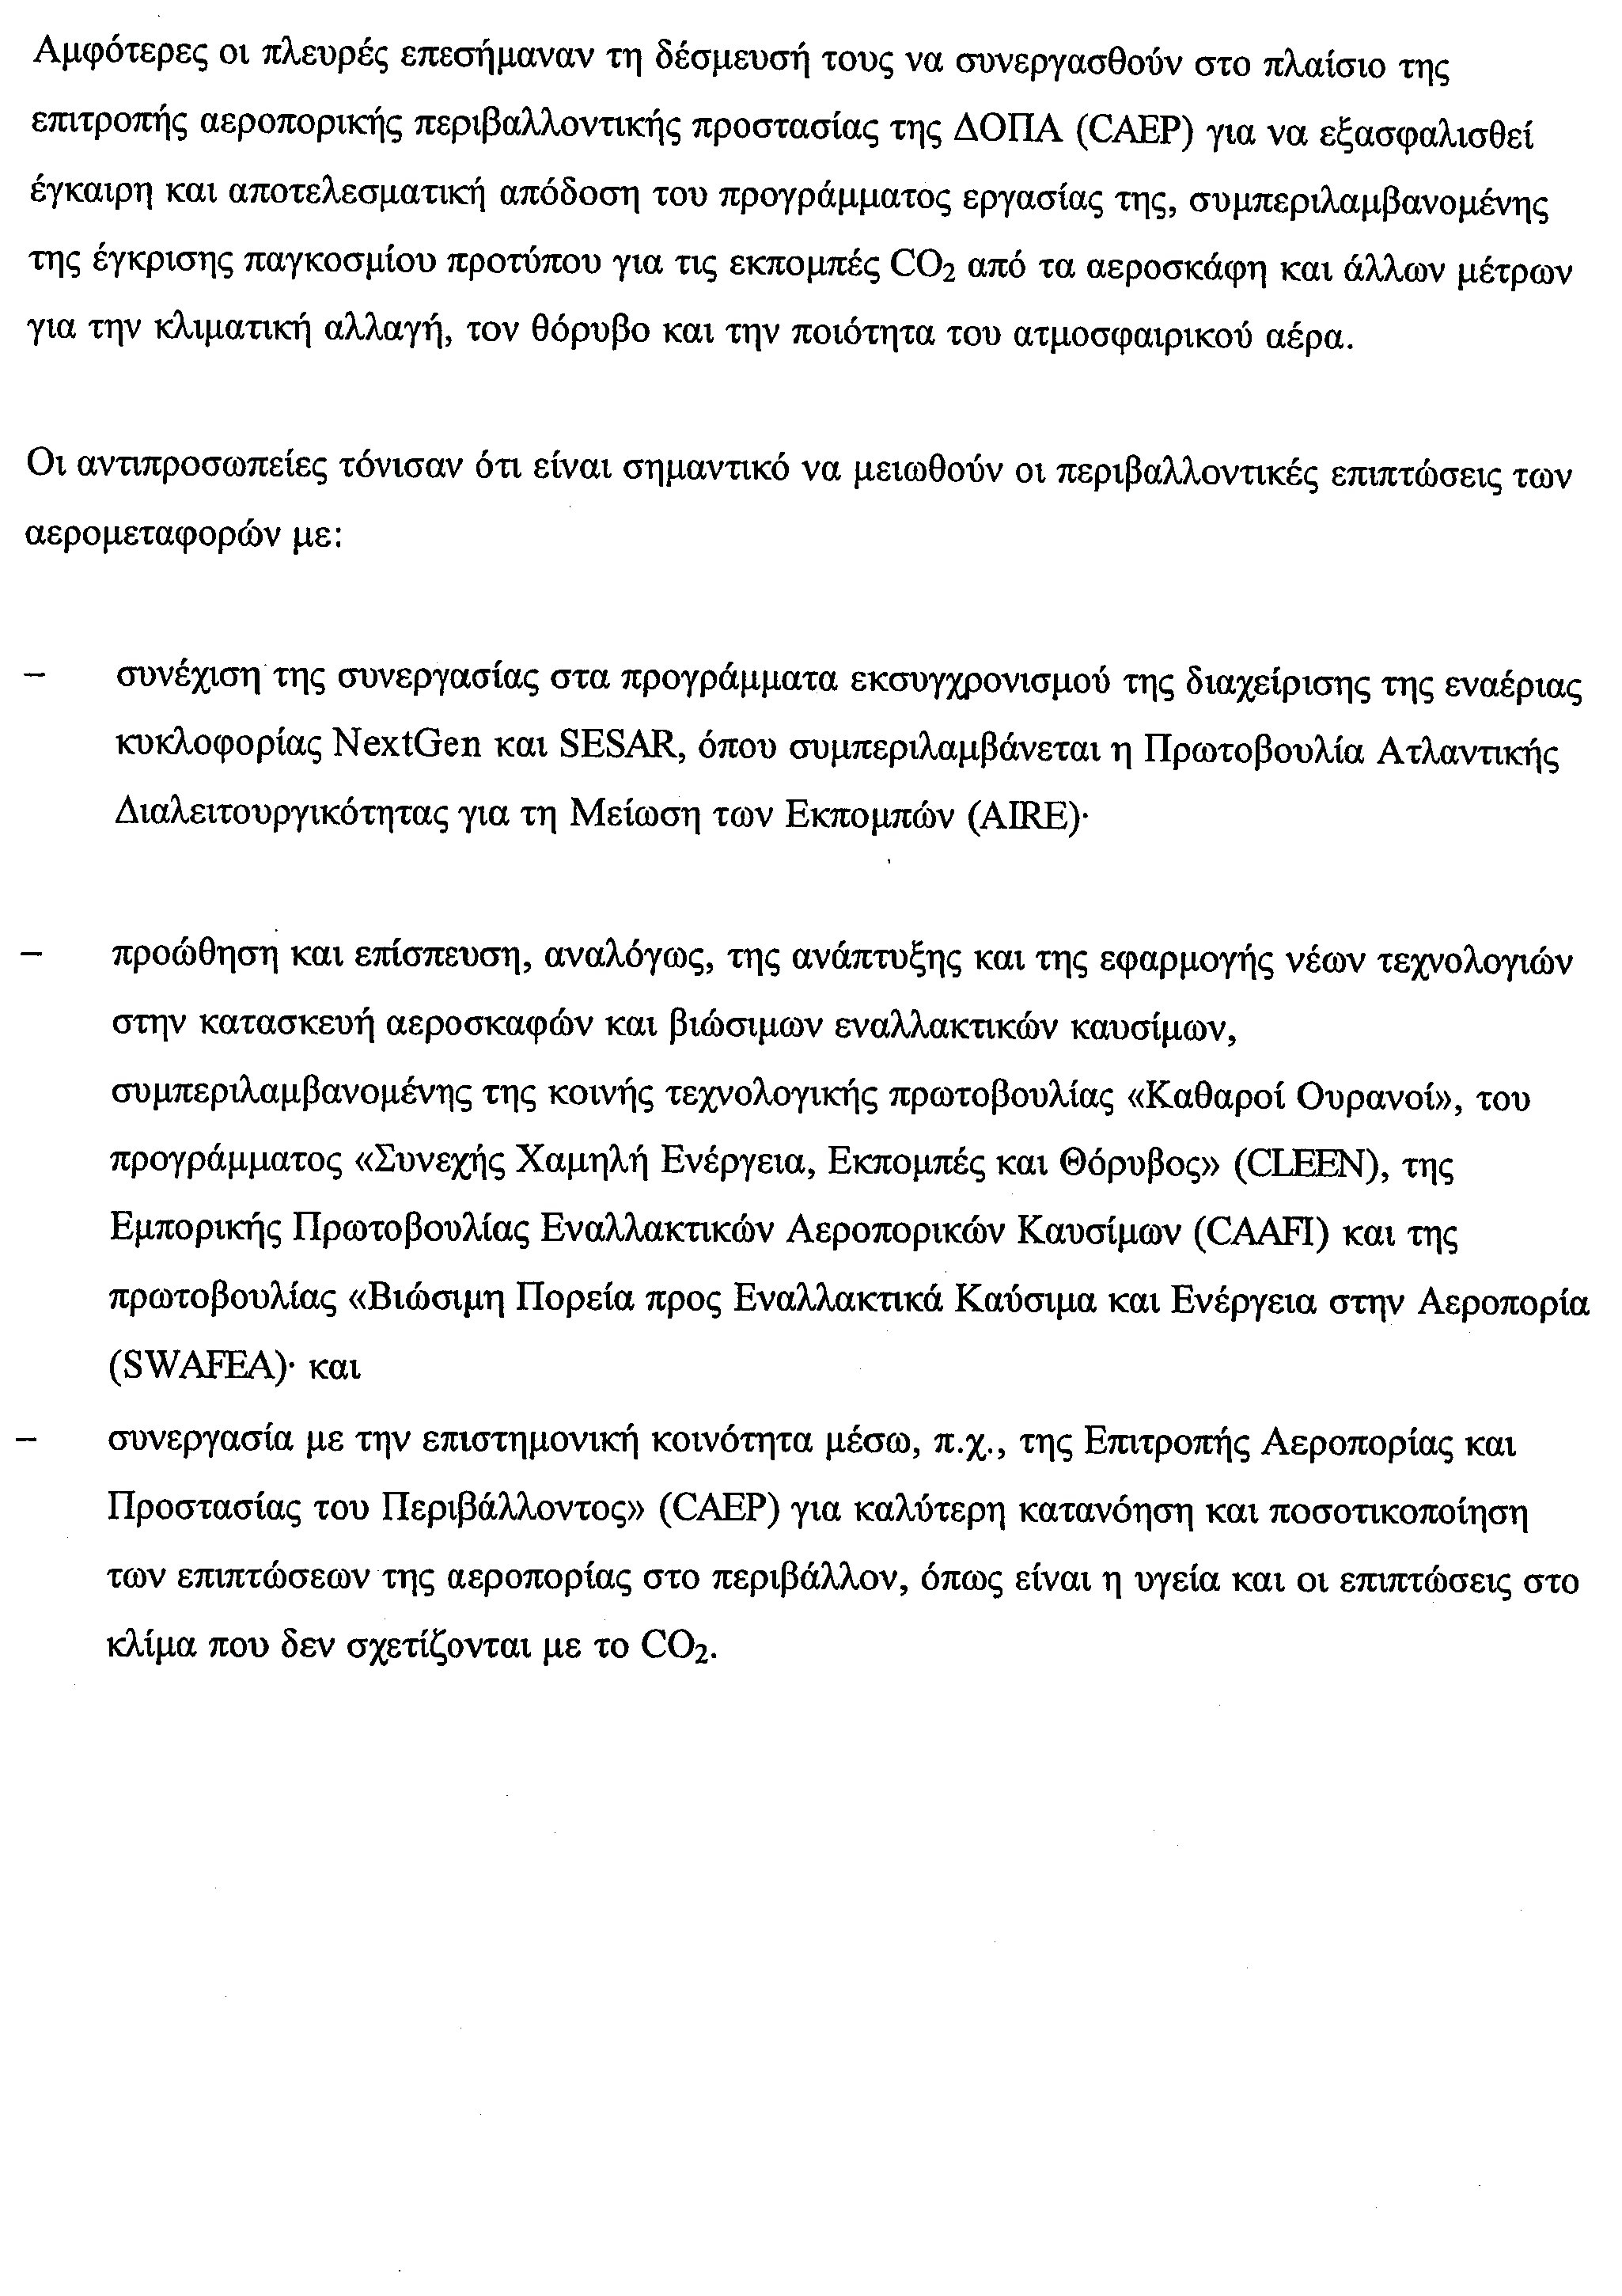 Αμφότερες οι πλευρές επεσήμαναν τη δέσμευσή τους να συνεργασθούν στο πλαίσιο της
επιτροπής αεροπορικής περιβαλλοντικής προστασίας της ΔΟΠΑ (CAEP) για να εξασφαλισθεί
έγκαιρη και αποτελεσματική απόδοση του προγράμματος εργασίας της, συμπεριλαμβανομένης
της έγκρισης παγκοσμίου προτύπου για τις εκπομπές CO₂ από τα αεροσκάφη και άλλων μέτρων
για την κλιματική αλλαγή, τον θόρυβο και την ποιότητα του ατμοσφαιρικού αέρα.
Οι αντιπροσωπείες τόνισαν ότι είναι σημαντικό να μειωθούν οι περιβαλλοντικές επιπτώσεις των
αερομεταφορών με:
– συνέχιση της συνεργασίας στα προγράμματα εκσυγχρονισμού της διαχείρισης της εναέριας
κυκλοφορίας NextGen και SESAR, όπου συμπεριλαμβάνεται η Πρωτοβουλία Ατλαντικής
Διαλειτουργικότητας για τη Μείωση των Εκπομπών (AIRE)·
– προώθηση και επίσπευση, αναλόγως, της ανάπτυξης και της εφαρμογής νέων τεχνολογιών
στην κατασκευή αεροσκαφών και βιώσιμων εναλλακτικών καυσίμων,
συμπεριλαμβανομένης της κοινής τεχνολογικής πρωτοβουλίας «Καθαροί Ουρανοί», του
προγράμματος «Συνεχής Χαμηλή Ενέργεια, Εκπομπές και Θόρυβος» (CLEEN), της
Εμπορικής Πρωτοβουλίας Εναλλακτικών Αεροπορικών Καυσίμων (CAAFI) και της
πρωτοβουλίας «Βιώσιμη Πορεία προς Εναλλακτικά Καύσιμα και Ενέργεια στην Αεροπορία
(SWAFEA)· και
– συνεργασία με την επιστημονική κοινότητα μέσω, π.χ., της Επιτροπής Αεροπορίας και
Προστασίας του Περιβάλλοντος» (CAEP) για καλύτερη κατανόηση και ποσοτικοποίηση
των επιπτώσεων της αεροπορίας στο περιβάλλον, όπως είναι η υγεία και οι επιπτώσεις στο
κλίμα που δεν σχετίζονται με το CO₂.